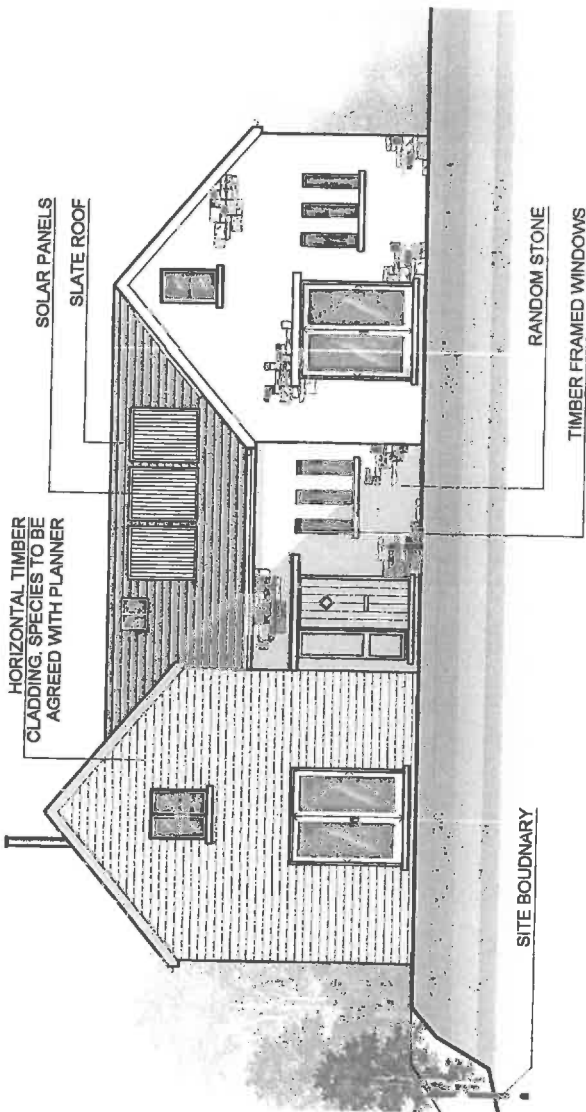 HORIZONTAL TIMBER
CLADDING, SPECIES TO BE
AGREED WITH PLANNER
SOLAR PANELS
SLATE ROOF
SITE BOUDNARY
RANDOM STONE
TIMBER FRAMED WINDOWS